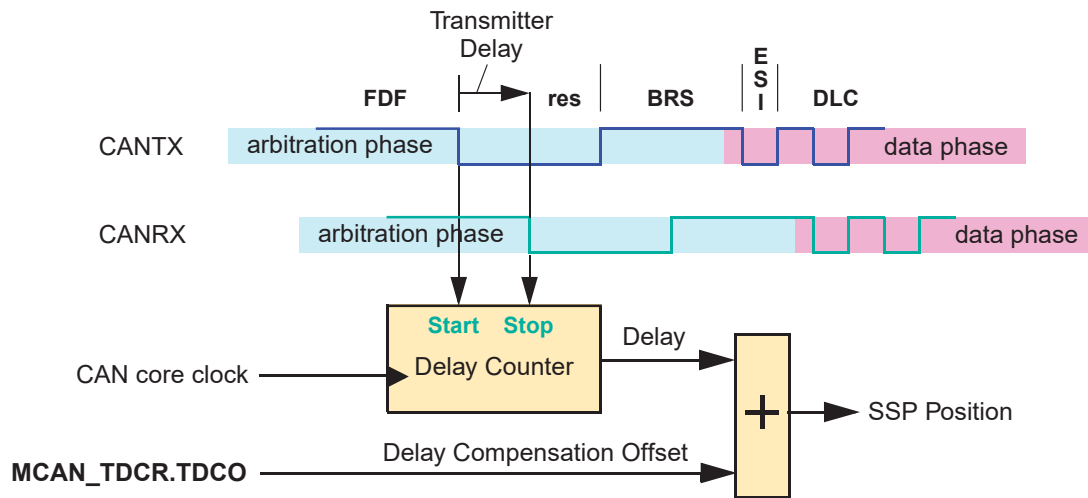 Transmitter
Delay
E
S
I
FDF
res
BRS
DLC
CANTX
arbitration phase
data phase
CANRX
arbitration phase
data phase
Start
Stop
Delay Counter
Delay
CAN core clock
SSP Position
+
Delay Compensation Offset
MCAN_TDCR.TDCO